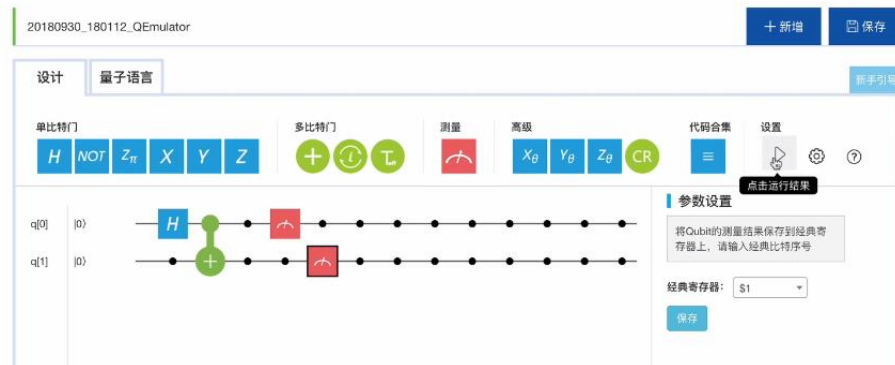 20180930_180112_QEmulator
+ 新增
保存
设计
量子语言
新手引导
单比特门
多比特门
测量
高级
代码合集
设置
H NOT Zπ X Y Z
Xθ Yθ Zθ CR
点击运行结果
参数设置
将Qubit的测量结果保存到经典寄
存器上，请输入经典比特序号
q[0] |0⟩ H
q[1] |0⟩
经典寄存器： $1
保存